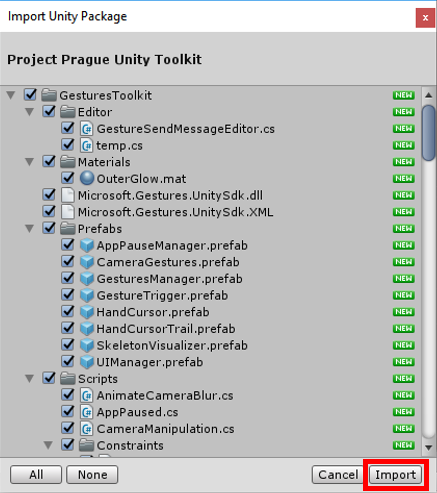 Import Unity Package
x
Project Prague Unity Toolkit
GesturesToolkit NEW
Editor NEW
GestureSendMessageEditor.cs NEW
temp.cs NEW
Materials NEW
OuterGlow.mat NEW
Microsoft.Gestures.UnitySdk.dll NEW
Microsoft.Gestures.UnitySdk.XML NEW
Prefabs NEW
AppPauseManager.prefab NEW
CameraGestures.prefab NEW
GesturesManager.prefab NEW
GestureTrigger.prefab NEW
HandCursor.prefab NEW
HandCursorTrail.prefab NEW
SkeletonVisualizer.prefab NEW
UIManager.prefab NEW
Scripts NEW
AnimateCameraBlur.cs NEW
AppPaused.cs NEW
CameraManipulation.cs NEW
Constraints NEW
All None Cancel Import